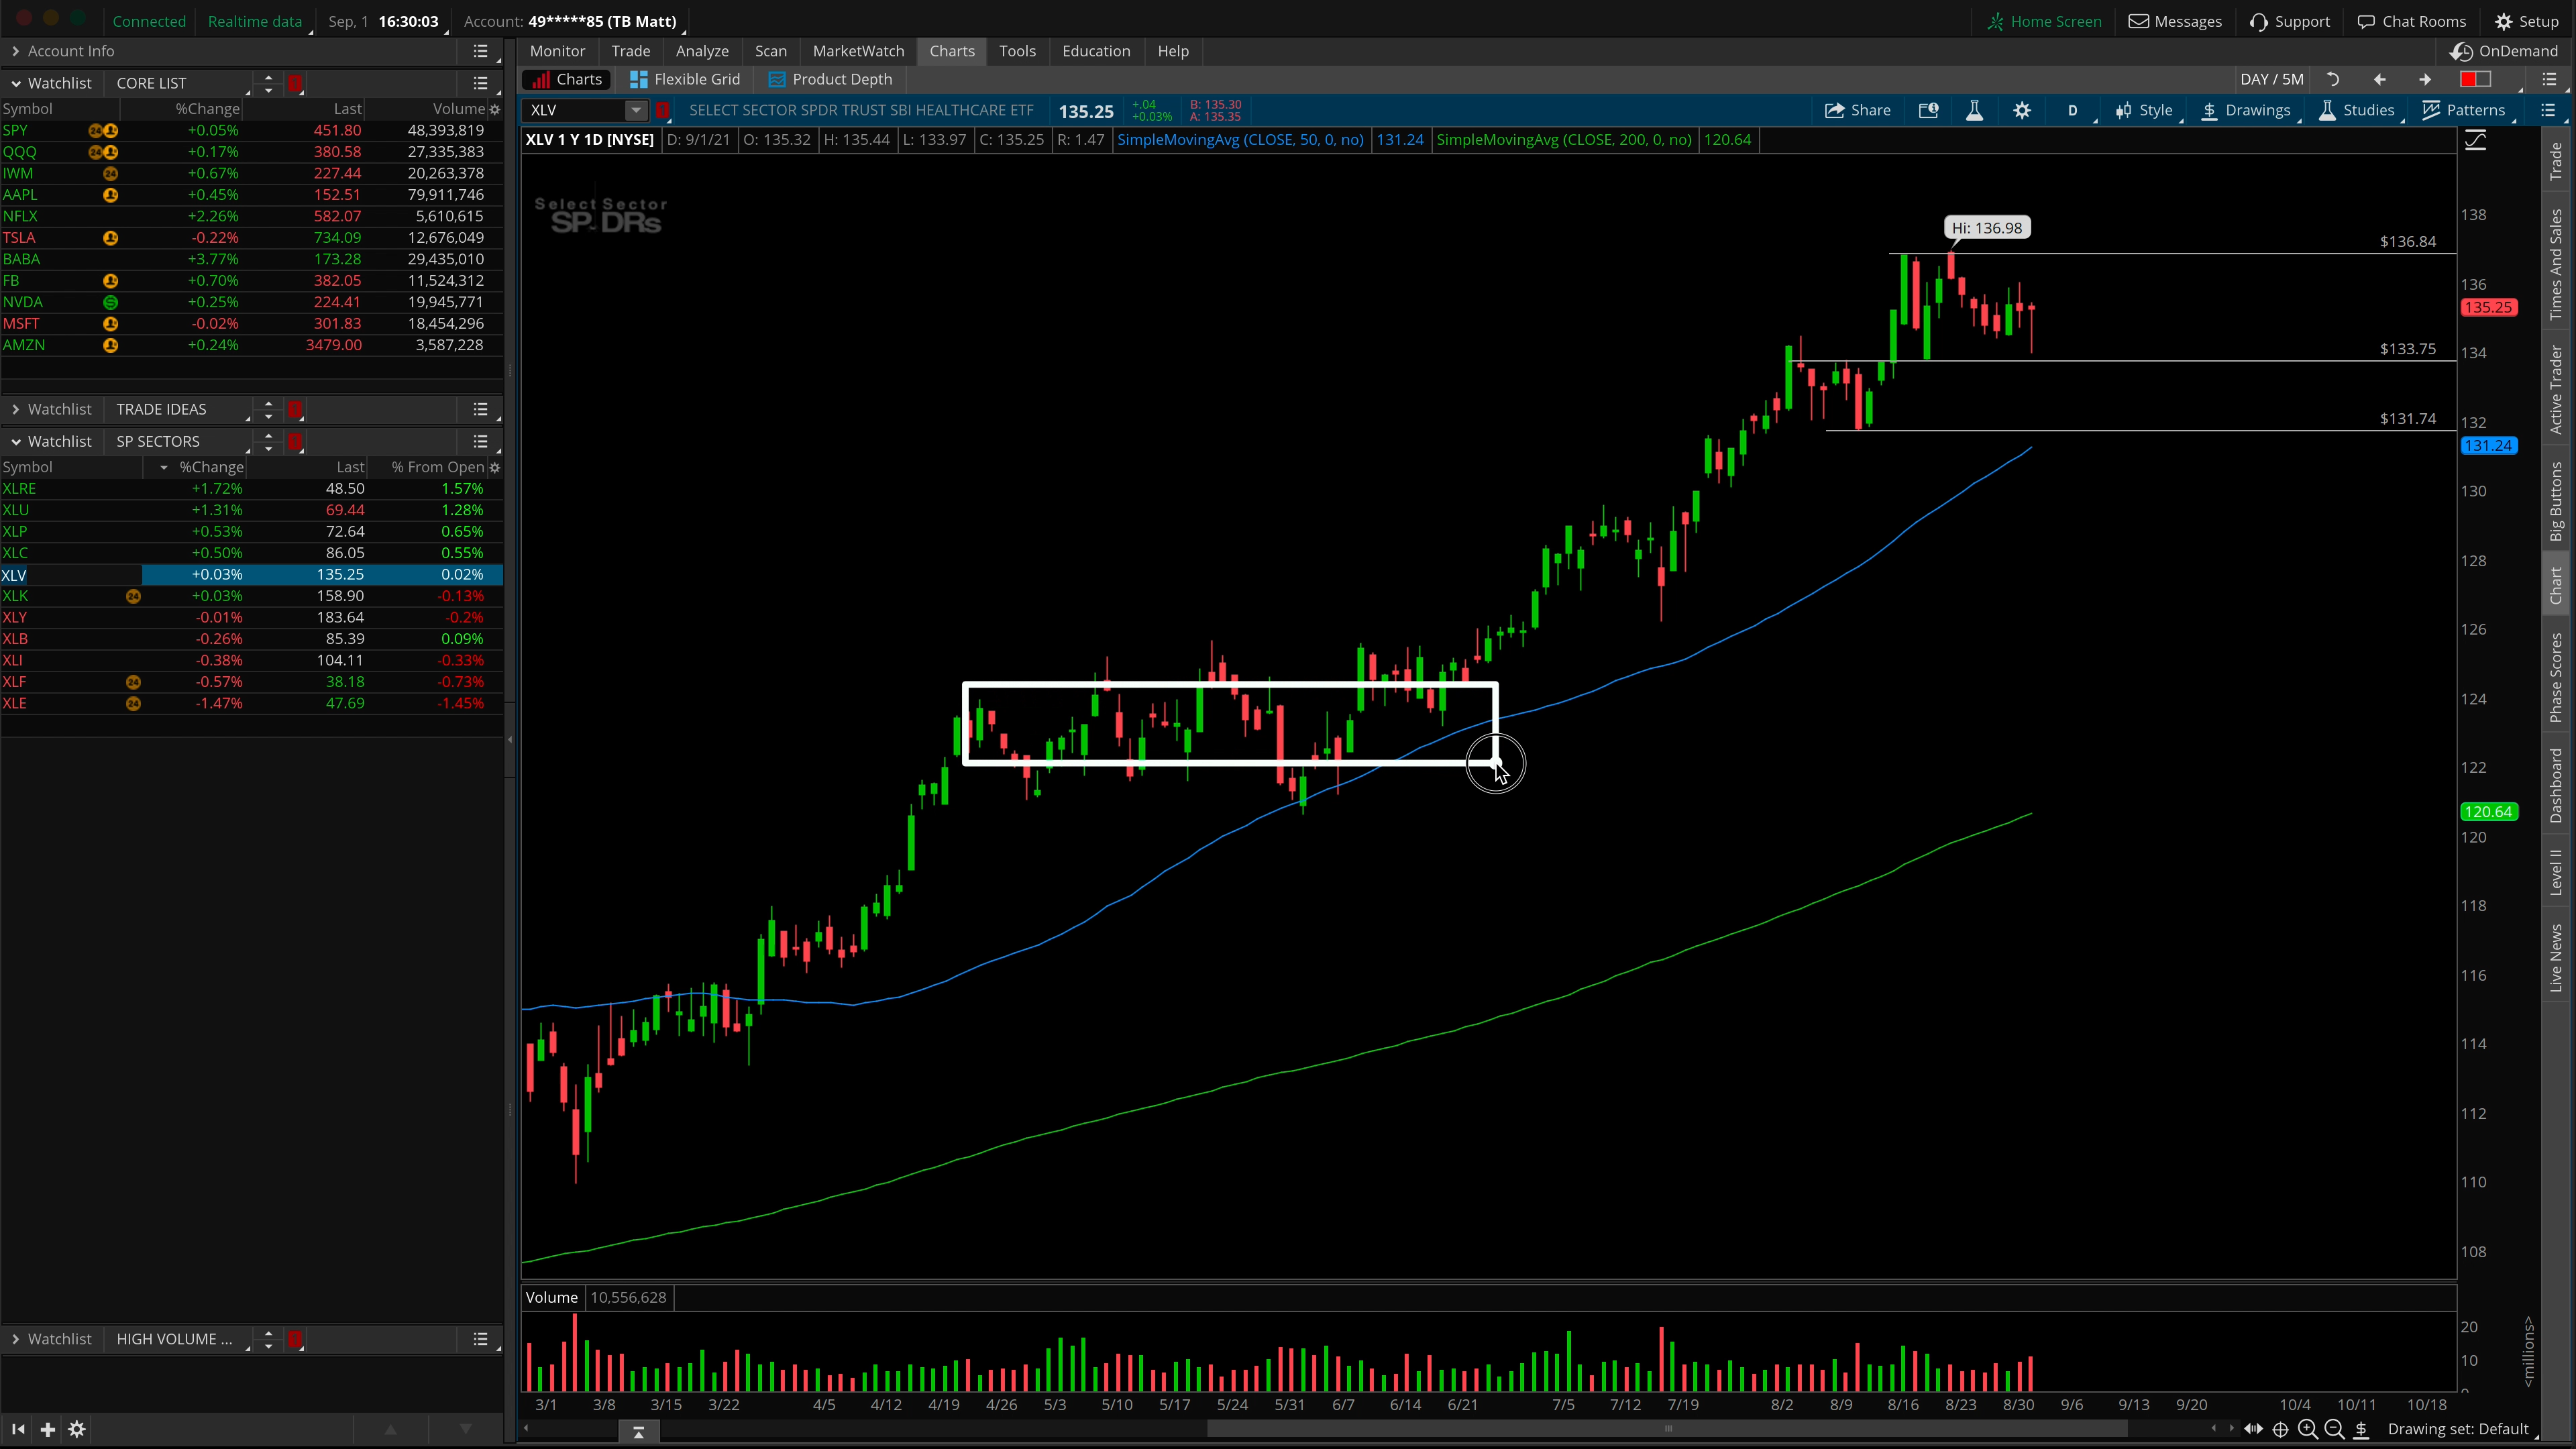 Connected Realtime data Sep, 1 16:30:03 Account: 49*****85 (TB Matt) Home Screen Messages Support Chat Rooms Setup
Account Info Monitor Trade Analyze Scan MarketWatch Charts Tools Education Help OnDemand
Watchlist CORE LIST Charts Flexible Grid Product Depth DAY / 5M
Symbol %Change Last Volume
SPY +0.05% 451.80 48,393,819
QQQ +0.17% 380.58 27,335,383
IWM +0.67% 227.44 20,263,378
AAPL +0.45% 152.51 79,911,746
NFLX +2.26% 582.07 5,610,615
TSLA -0.22% 734.09 12,676,049
BABA +3.77% 173.28 29,435,010
FB +0.70% 382.05 11,524,312
NVDA +0.25% 224.41 19,945,771
MSFT -0.02% 301.83 18,454,296
AMZN +0.24% 3479.00 3,587,228
Watchlist TRADE IDEAS
Watchlist SP SECTORS
Symbol %Change Last % From Open
XLRE +1.72% 48.50 1.57%
XLU +1.31% 69.44 1.28%
XLP +0.53% 72.64 0.65%
XLC +0.50% 86.05 0.55%
XLV +0.03% 135.25 0.02%
XLK +0.03% 158.90 -0.13%
XLY -0.01% 183.64 -0.2%
XLB -0.26% 85.39 0.09%
XLI -0.38% 104.11 -0.33%
XLF -0.57% 38.18 -0.73%
XLE -1.47% 47.69 -1.45%
Watchlist HIGH VOLUME ...
XLV SELECT SECTOR SPDR TRUST SBI HEALTHCARE ETF 135.25 +.04 +0.03% B: 135.30 A: 135.35 Share D Style Drawings Studies Patterns
XLV 1 Y 1D [NYSE] D: 9/1/21 O: 135.32 H: 135.44 L: 133.97 C: 135.25 R: 1.47 SimpleMovingAvg (CLOSE, 50, 0, no) 131.24 SimpleMovingAvg (CLOSE, 200, 0, no) 120.64
Select Sector
SPDRs
Hi: 136.98
$136.84
$133.75
$131.74
138
136
135.25
134
132
131.24
130
128
126
124
122
120.64
120
118
116
114
112
110
108
Volume 10,556,628
20
10
0
<millions>
3/1 3/8 3/15 3/22 4/5 4/12 4/19 4/26 5/3 5/10 5/17 5/24 5/31 6/7 6/14 6/21 7/5 7/12 7/19 8/2 8/9 8/16 8/23 8/30 9/6 9/13 9/20 10/4 10/11 10/18
Drawing set: Default
Trade
Times And Sales
Active Trader
Big Buttons
Chart
Phase Scores
Dashboard
Level II
Live News